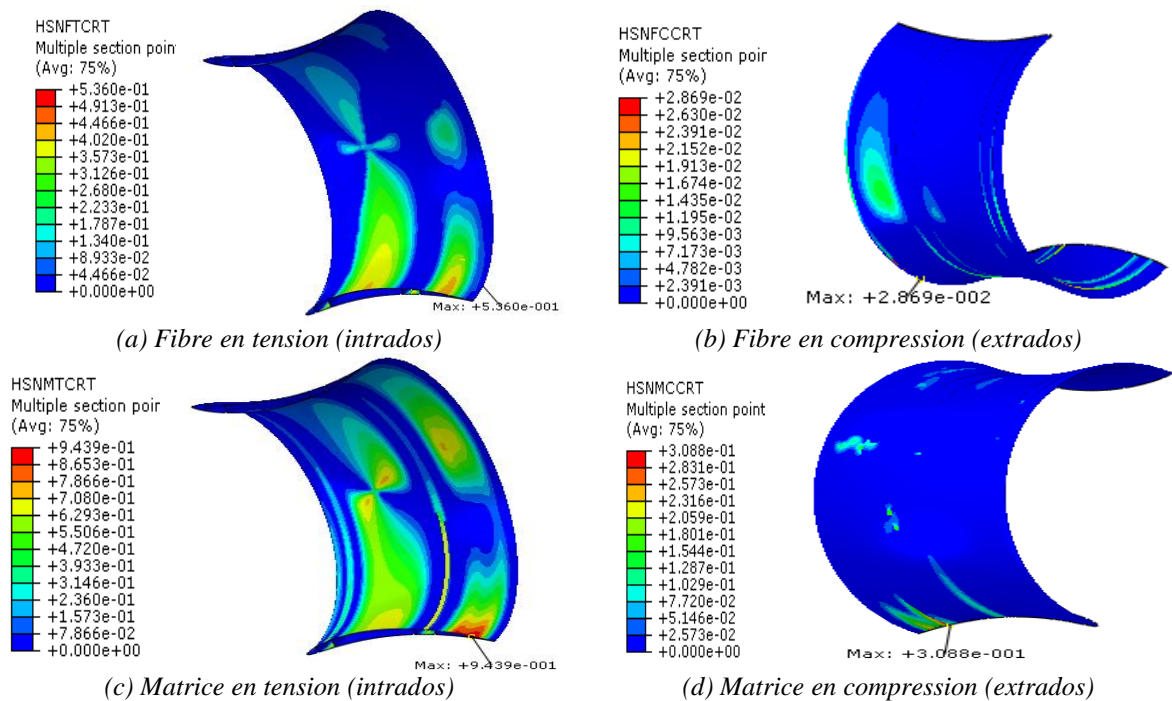 HSNFTCRT
Multiple section poin
(Avg: 75%)
+5.360e-01
+4.913e-01
+4.466e-01
+4.020e-01
+3.573e-01
+3.126e-01
+2.680e-01
+2.233e-01
+1.787e-01
+1.340e-01
+8.933e-02
+4.466e-02
+0.000e+00
Max: +5.360e-001
(a) Fibre en tension (intrados)
HSNFCCRT
Multiple section poir
(Avg: 75%)
+2.869e-02
+2.630e-02
+2.391e-02
+2.152e-02
+1.913e-02
+1.674e-02
+1.435e-02
+1.195e-02
+9.563e-03
+7.173e-03
+4.782e-03
+2.391e-03
+0.000e+00
Max: +2.869e-002
(b) Fibre en compression (extrados)
HSNMTCRT
Multiple section poir
(Avg: 75%)
+9.439e-01
+8.653e-01
+7.866e-01
+7.080e-01
+6.293e-01
+5.506e-01
+4.720e-01
+3.933e-01
+3.146e-01
+2.360e-01
+1.573e-01
+7.866e-02
+0.000e+00
Max: +9.439e-001
(c) Matrice en tension (intrados)
HSNMCCRT
Multiple section point
(Avg: 75%)
+3.088e-01
+2.831e-01
+2.573e-01
+2.316e-01
+2.059e-01
+1.801e-01
+1.544e-01
+1.287e-01
+1.029e-01
+7.720e-02
+5.146e-02
+2.573e-02
+0.000e+00
Max: +3.088e-001
(d) Matrice en compression (extrados)